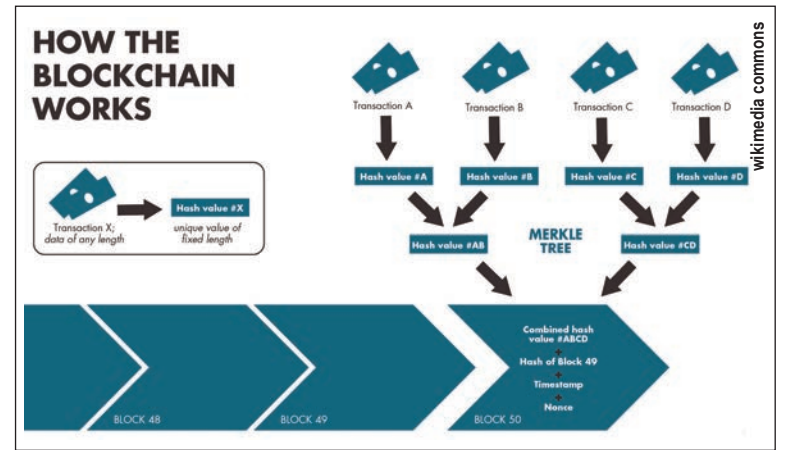 HOW THE
BLOCKCHAIN
WORKS
wikimedia commons
Transaction A
Transaction B
Transaction C
Transaction D
Hash value #A
Hash value #B
Hash value #C
Hash value #D
Transaction X;
data of any length
Hash value #X
unique value of
fixed length
Hash value #AB
MERKLE
TREE
Hash value #CD
Combined hash
value #ABCD
+
Hash of Block 49
+
Timestamp
+
Nonce
BLOCK 48
BLOCK 49
BLOCK 50